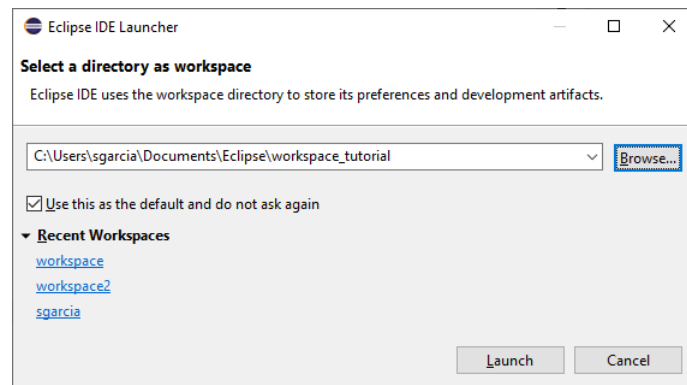 Eclipse IDE Launcher
Select a directory as workspace
Eclipse IDE uses the workspace directory to store its preferences and development artifacts.
C:\Users\sgarcia\Documents\Eclipse\workspace_tutorial
Browse...
Use this as the default and do not ask again
Recent Workspaces
workspace
workspace2
sgarcia
Launch Cancel